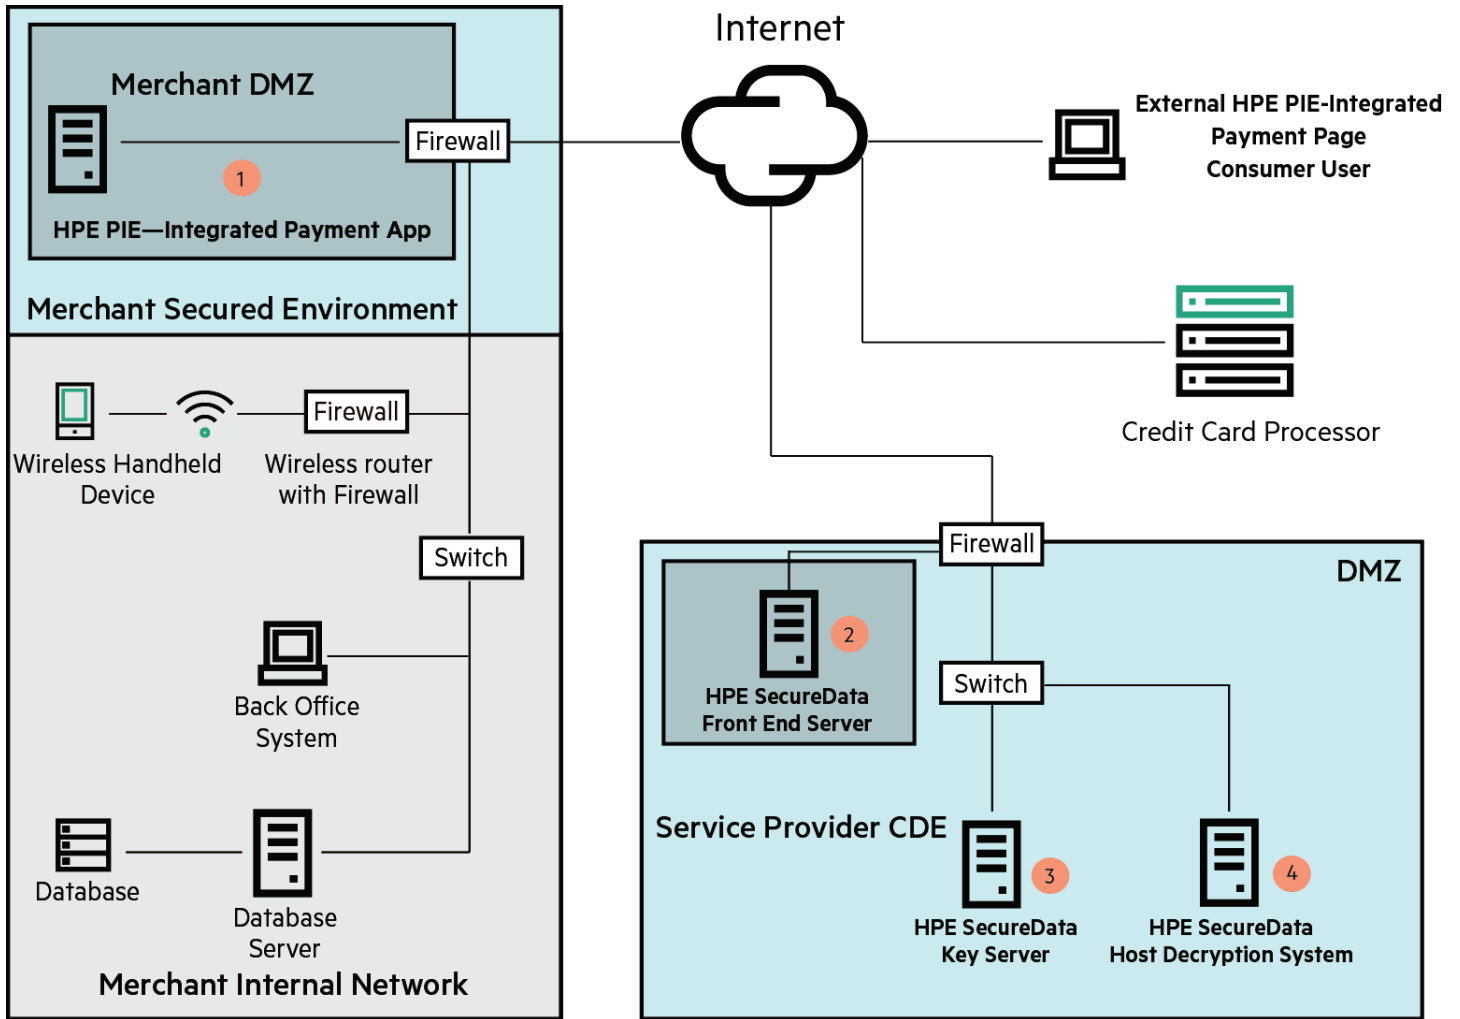 Internet
Merchant DMZ
Firewall
1
HPE PIE—Integrated Payment App
Merchant Secured Environment
External HPE PIE-Integrated
Payment Page
Consumer User
Credit Card Processor
Firewall
Wireless Handheld
Device
Wireless router
with Firewall
Switch
Back Office
System
Database
Database
Server
Merchant Internal Network
Firewall
DMZ
2
HPE SecureData
Front End Server
Switch
Service Provider CDE
3
HPE SecureData
Key Server
4
HPE SecureData
Host Decryption System